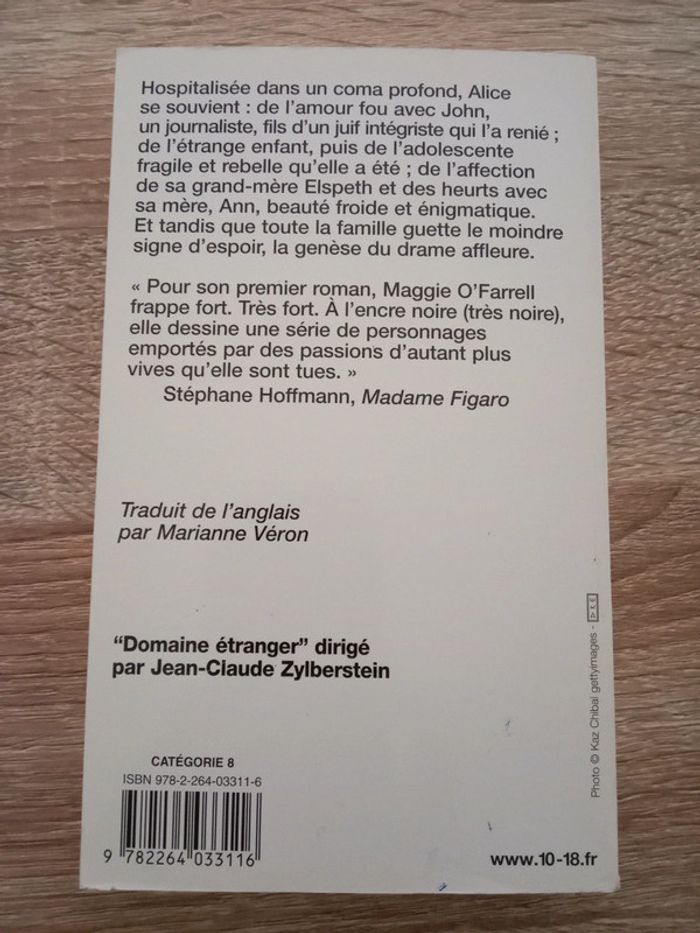 Hospitalisée dans un coma profond, Alice
se souvient : de l'amour fou avec John,
un journaliste, fils d'un juif intégriste qui l'a renié ;
de l'étrange enfant, puis de l'adolescente
fragile et rebelle qu'elle a été ; de l'affection
de sa grand-mère Elspeth et des heurts avec
sa mère, Ann, beauté froide et énigmatique.
Et tandis que toute la famille guette le moindre
signe d'espoir, la genèse du drame affleure.
« Pour son premier roman, Maggie O'Farrell
frappe fort. Très fort. À l'encre noire (très noire),
elle dessine une série de personnages
emportés par des passions d'autant plus
vives qu'elle sont tues. »
Stéphane Hoffmann, Madame Figaro
Traduit de l'anglais
par Marianne Véron
"Domaine étranger" dirigé
par Jean-Claude Zylberstein
CATÉGORIE 8
ISBN 978-2-264-03311-6
9 782264 033116
www.10-18.fr
Photo © Kaz Chibal gettyimages -